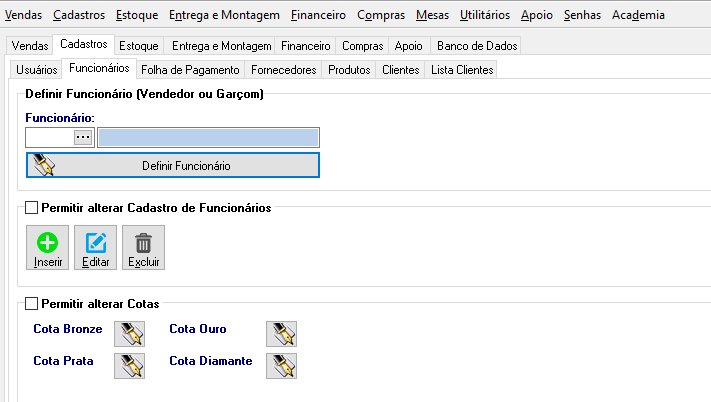 Vendas Cadastros Estoque Entrega e Montagem Financeiro Compras Mesas Utilitários Apoio Senhas Academia
Vendas Cadastros Estoque Entrega e Montagem Financeiro Compras Apoio Banco de Dados
Usuários Funcionários Folha de Pagamento Fornecedores Produtos Clientes Lista Clientes
Definir Funcionário (Vendedor ou Garçom)
Funcionário:
...
Definir Funcionário
Permitir alterar Cadastro de Funcionários
Inserir Editar Excluir
Permitir alterar Cotas
Cota Bronze Cota Ouro
Cota Prata Cota Diamante